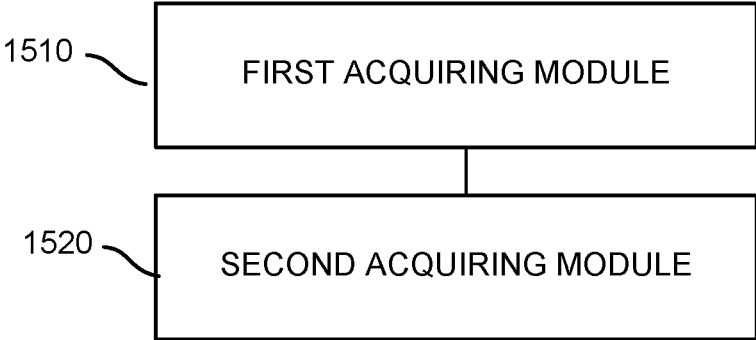 1510
FIRST ACQUIRING MODULE
1520
SECOND ACQUIRING MODULE